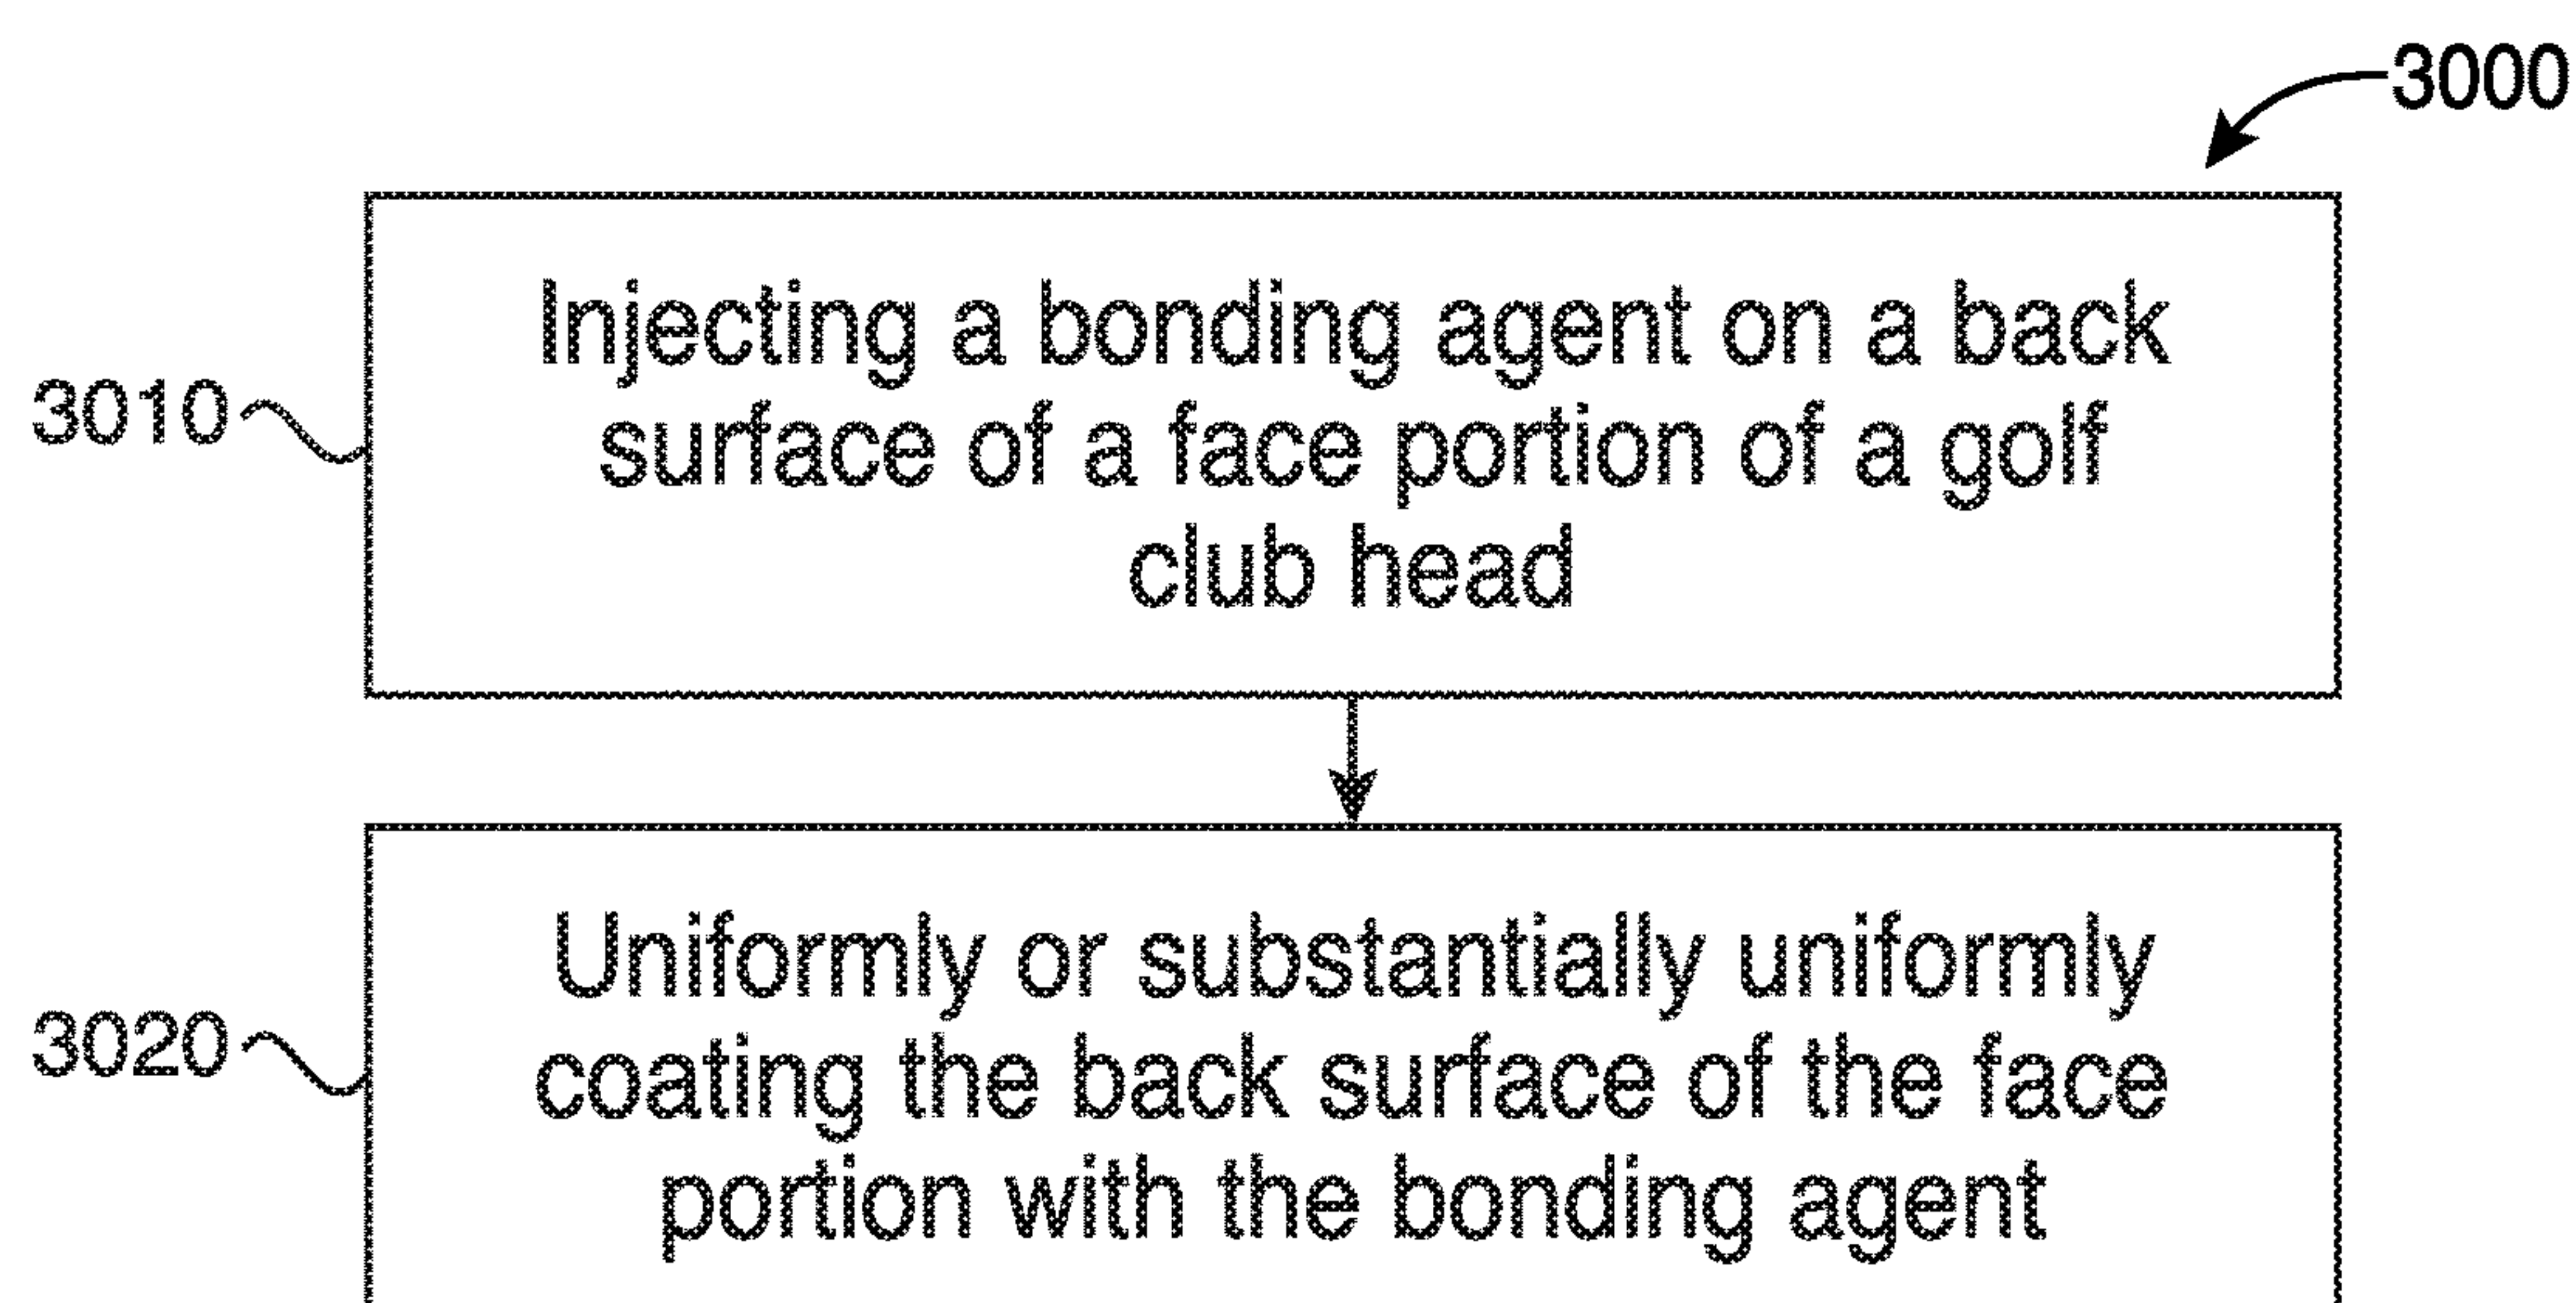 3000
Injecting a bonding agent on a back
surface of a face portion of a golf
club head
3010
Uniformly or substantially uniformly
coating the back surface of the face
portion with the bonding agent
3020